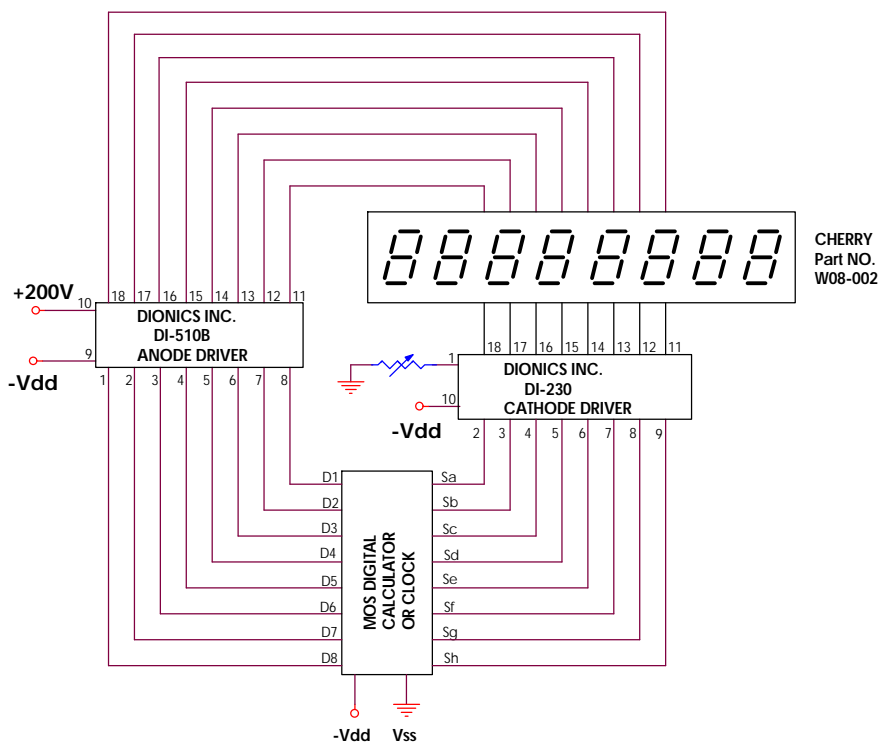 CHERRY
Part NO.
W08-002
+200V
10
18 17 16 15 14 13 12 11
DIONICS INC.
DI-510B
ANODE DRIVER
9
-Vdd
1 2 3 4 5 6 7 8
18 17 16 15 14 13 12 11
1
DIONICS INC.
DI-230
CATHODE DRIVER
10
-Vdd
2 3 4 5 6 7 8 9
D1 Sa
D2 Sb
D3 Sc
D4 Sd
D5 Se
D6 Sf
D7 Sg
D8 Sh
MOS DIGITAL
CALCULATOR
OR CLOCK
-Vdd Vss
88888888